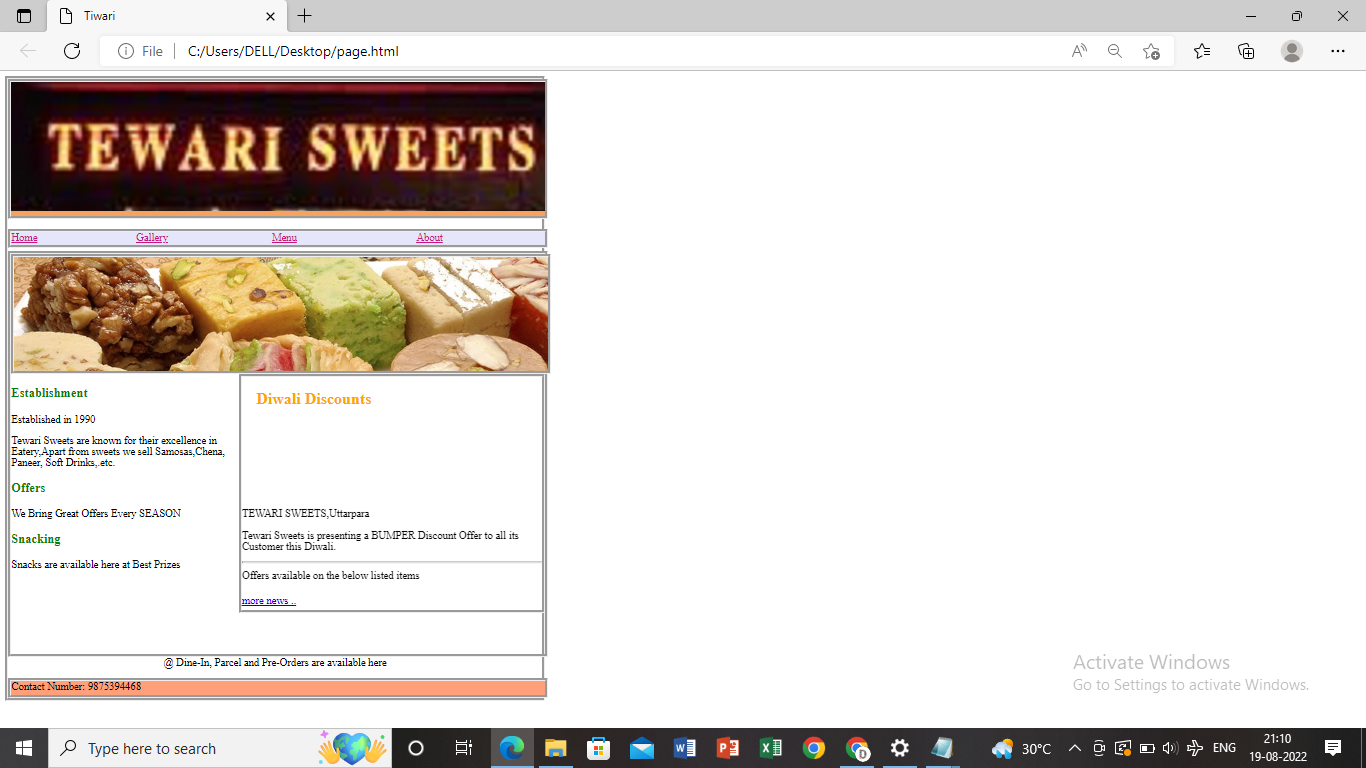 Tiwari
File
C:/Users/DELL/Desktop/page.html
TEWARI SWEETS
Home Gallery Menu About
Establishment
Established in 1990
Tewari Sweets are known for their excellence in
Eatery,Apart from sweets we sell Samosas,Chena,
Paneer, Soft Drinks,.etc.
Offers
We Bring Great Offers Every SEASON
Snacking
Snacks are available here at Best Prizes
Diwali Discounts
TEWARI SWEETS,Uttarpara
Tewari Sweets is presenting a BUMPER Discount Offer to all its
Customer this Diwali.
Offers available on the below listed items
more news ..
@ Dine-In, Parcel and Pre-Orders are available here
Contact Number: 9875394468
Activate Windows
Go to Settings to activate Windows.
Type here to search
30°C
ENG
21:10
19-08-2022